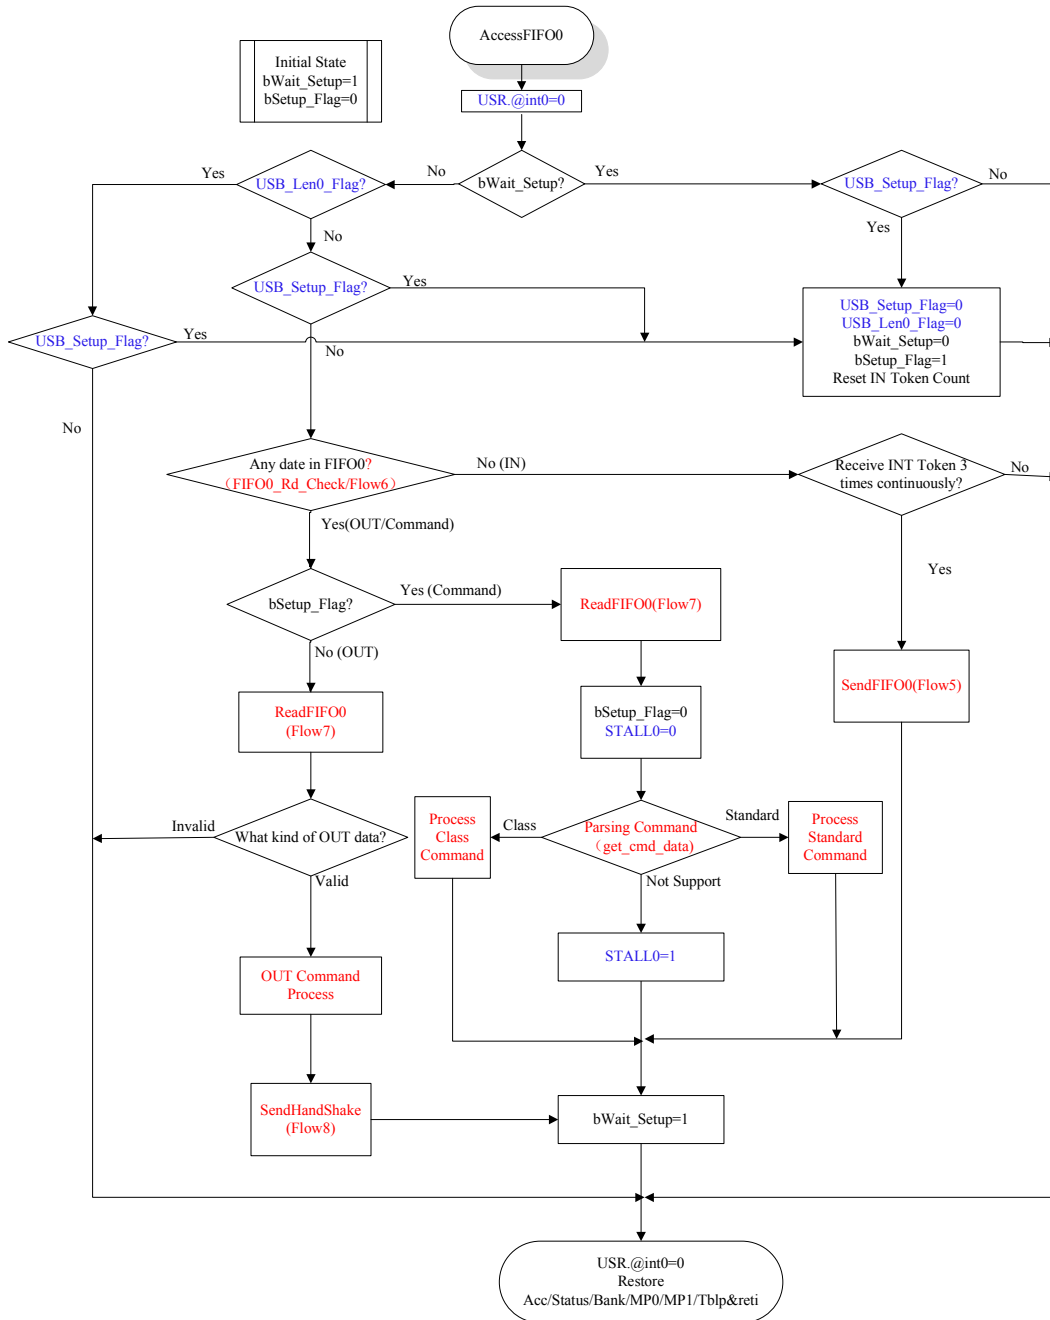 AccessFIFO0
Initial State
bWait_Setup=1
bSetup_Flag=0
USR.@int0=0
Yes
USB_Len0_Flag?
No
bWait_Setup?
Yes
USB_Setup_Flag?
No
No
Yes
USB_Setup_Flag?
Yes
USB_Setup_Flag=0
USB_Len0_Flag=0
bWait_Setup=0
bSetup_Flag=1
Reset IN Token Count
USB_Setup_Flag?
Yes
No
No
Any date in FIFO0?
（FIFO0_Rd_Check/Flow6）
No (IN)
Receive INT Token 3
times continuously?
No
Yes(OUT/Command)
Yes
bSetup_Flag?
Yes (Command)
ReadFIFO0(Flow7)
No (OUT)
SendFIFO0(Flow5)
ReadFIFO0
(Flow7)
bSetup_Flag=0
STALL0=0
Invalid
What kind of OUT data?
Valid
Process
Class
Command
Class
Parsing Command
（get_cmd_data)
Standard
Process
Standard
Command
Not Support
STALL0=1
OUT Command
Process
SendHandShake
(Flow8)
bWait_Setup=1
USR.@int0=0
Restore
Acc/Status/Bank/MP0/MP1/Tblp&reti